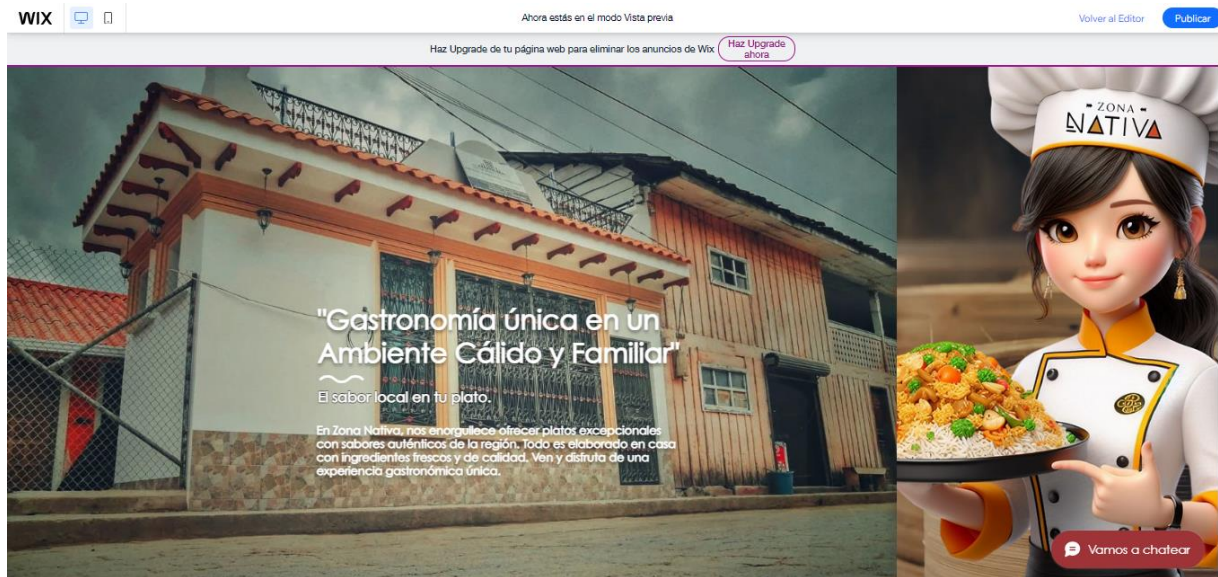 WIX
Ahora estás en el modo Vista previa
Volver al Editor
Publicar
Haz Upgrade de tu página web para eliminar los anuncios de Wix
Haz Upgrade
ahora
ZONA
NATIVA
"Gastronomía única en un
Ambiente Cálido y Familiar"
El sabor local en tu plato.
En Zona Nativa, nos enorgullece ofrecer platos excepcionales
con sabores auténticos de la región. Todo es elaborado en casa
con ingredientes frescos y de calidad. Ven y disfruta de una
experiencia gastronómica única.
Vamos a chatear